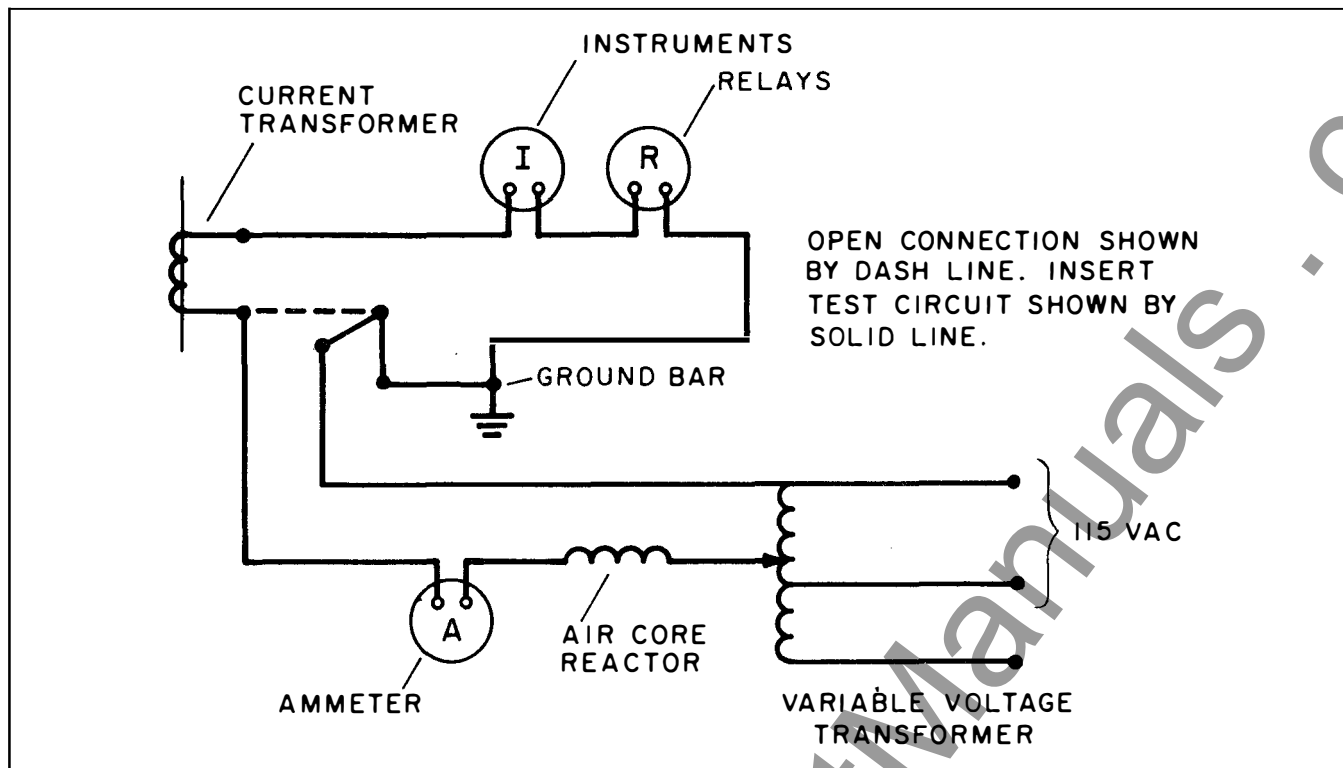 INSTRUMENTS
RELAYS
CURRENT
TRANSFORMER
I
R
OPEN CONNECTION SHOWN
BY DASH LINE. INSERT
TEST CIRCUIT SHOWN BY
SOLID LINE.
GROUND BAR
115 VAC
A
AIR CORE
REACTOR
AMMETER
VARIABLE VOLTAGE
TRANSFORMER
tManuals . c